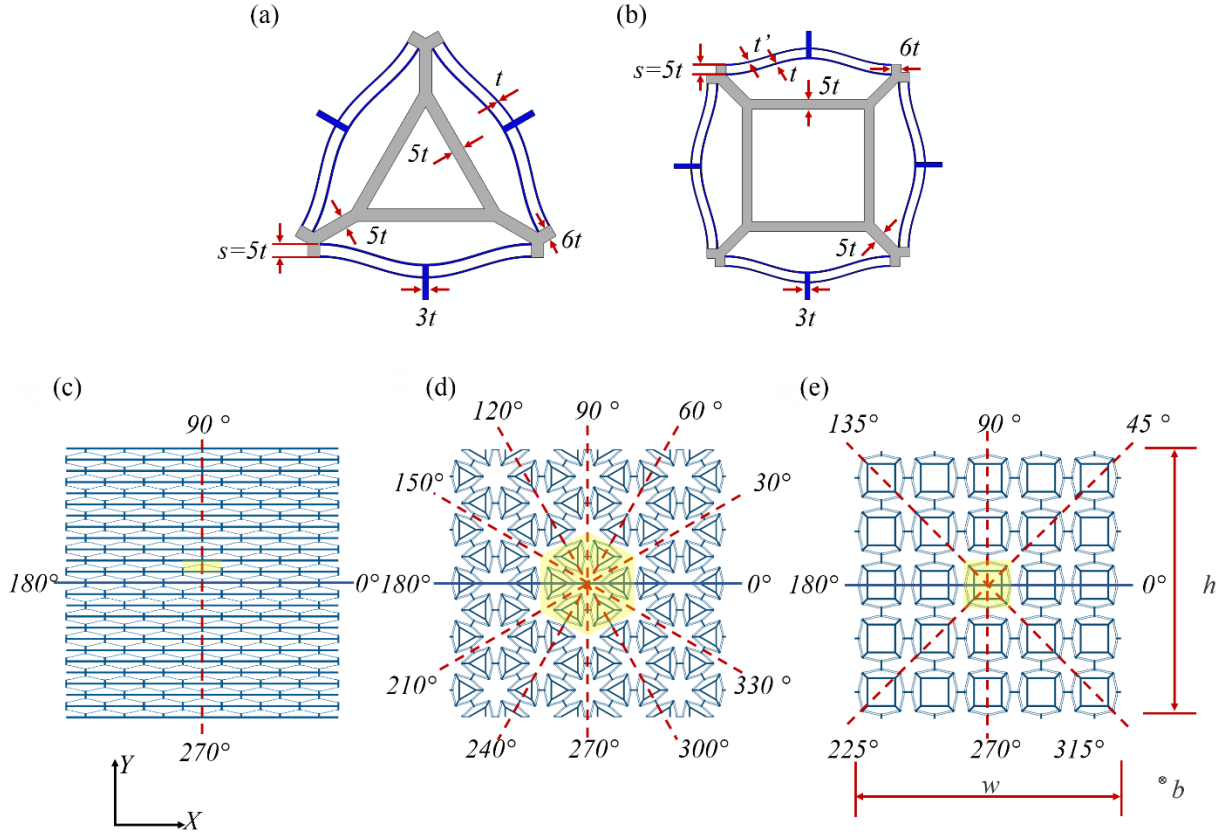 (a)
(b)
t
5t
5t
6t
s=5t
3t
t'
t
6t
s=5t
5t
5t
3t
(c)
(d)
(e)
90 °
180°
0°
270°
120°
90 °
60 °
150°
30°
180°
0°
210°
330 °
240°
270°
300°
135°
90 °
45 °
180°
0°
h
225°
270°
315°
w
⊗ b
Y
X